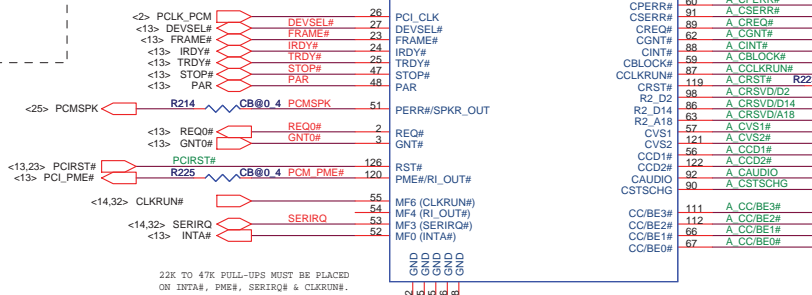 60 A_CPERR#
CPERR#
<2> PCLK_PCM 26 PCI_CLK CSERR# 91 A_CSERR#
<13> DEVSEL# DEVSEL# 27 DEVSEL# CREQ# 89 A_CREQ#
<13> FRAME# FRAME# 23 FRAME# CGNT# 62 A_CGNT#
<13> IRDY# IRDY# 24 IRDY# CINT# 88 A_CINT#
<13> TRDY# TRDY# 25 TRDY# CBLOCK# 59 A_CBLOCK#
<13> STOP# STOP# 47 STOP# CCLKRUN# 87 A_CCLKRUN#
<13> PAR PAR 48 PAR CRST# 119 A_CRST# R22
R2_D2 98 A_CRSVD/D2
<25> PCMSPK R214 CB@0_4 PCMSPK 51 PERR#/SPKR_OUT R2_D14 86 A_CRSVD/D14
R2_A18 63 A_CRSVD/A18
<13> REQ0# REQ0# 2 REQ# CVS1 57 A_CVS1#
<13> GNT0# GNT0# 3 GNT# CVS2 121 A_CVS2#
CCD1# 56 A_CCD1#
<13,23> PCIRST# PCIRST# 126 RST# CCD2# 122 A_CCD2#
<13> PCI_PME# R225 CB@0_4 PCM_PME# 120 PME#/RI_OUT# CAUDIO 92 A_CAUDIO
CSTSCHG 90 A_CSTSCHG
<14,32> CLKRUN# 55 MF6 (CLKRUN#)
54 MF4 (RI_OUT#) CC/BE3# 111 A_CC/BE3#
<14,32> SERIRQ SERIRQ 53 MF3 (SERIRQ#) CC/BE2# 112 A_CC/BE2#
<13> INTA# 52 MF0 (INTA#) CC/BE1# 66 A_CC/BE1#
CC/BE0# 67 A_CC/BE0#
GND GND GND GND GND
22K TO 47K PULL-UPS MUST BE PLACED
ON INTA#, PME#, SERIRQ# & CLKRUN#.